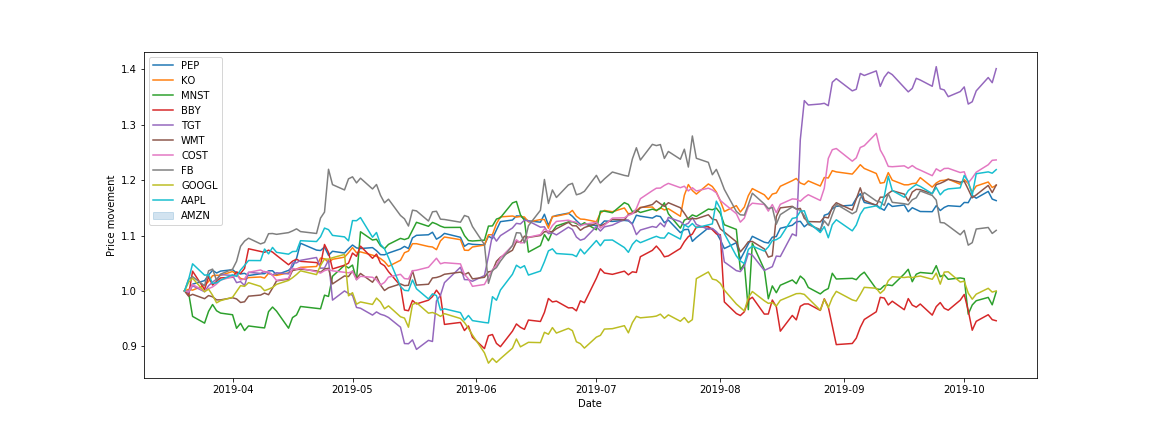 1.4
1.3
1.2
1.1
1.0
0.9
Price movement
PEP
KO
MNST
BBY
TGT
WMT
COST
FB
GOOGL
AAPL
AMZN
2019-04 2019-05 2019-06 2019-07 2019-08 2019-09 2019-10
Date